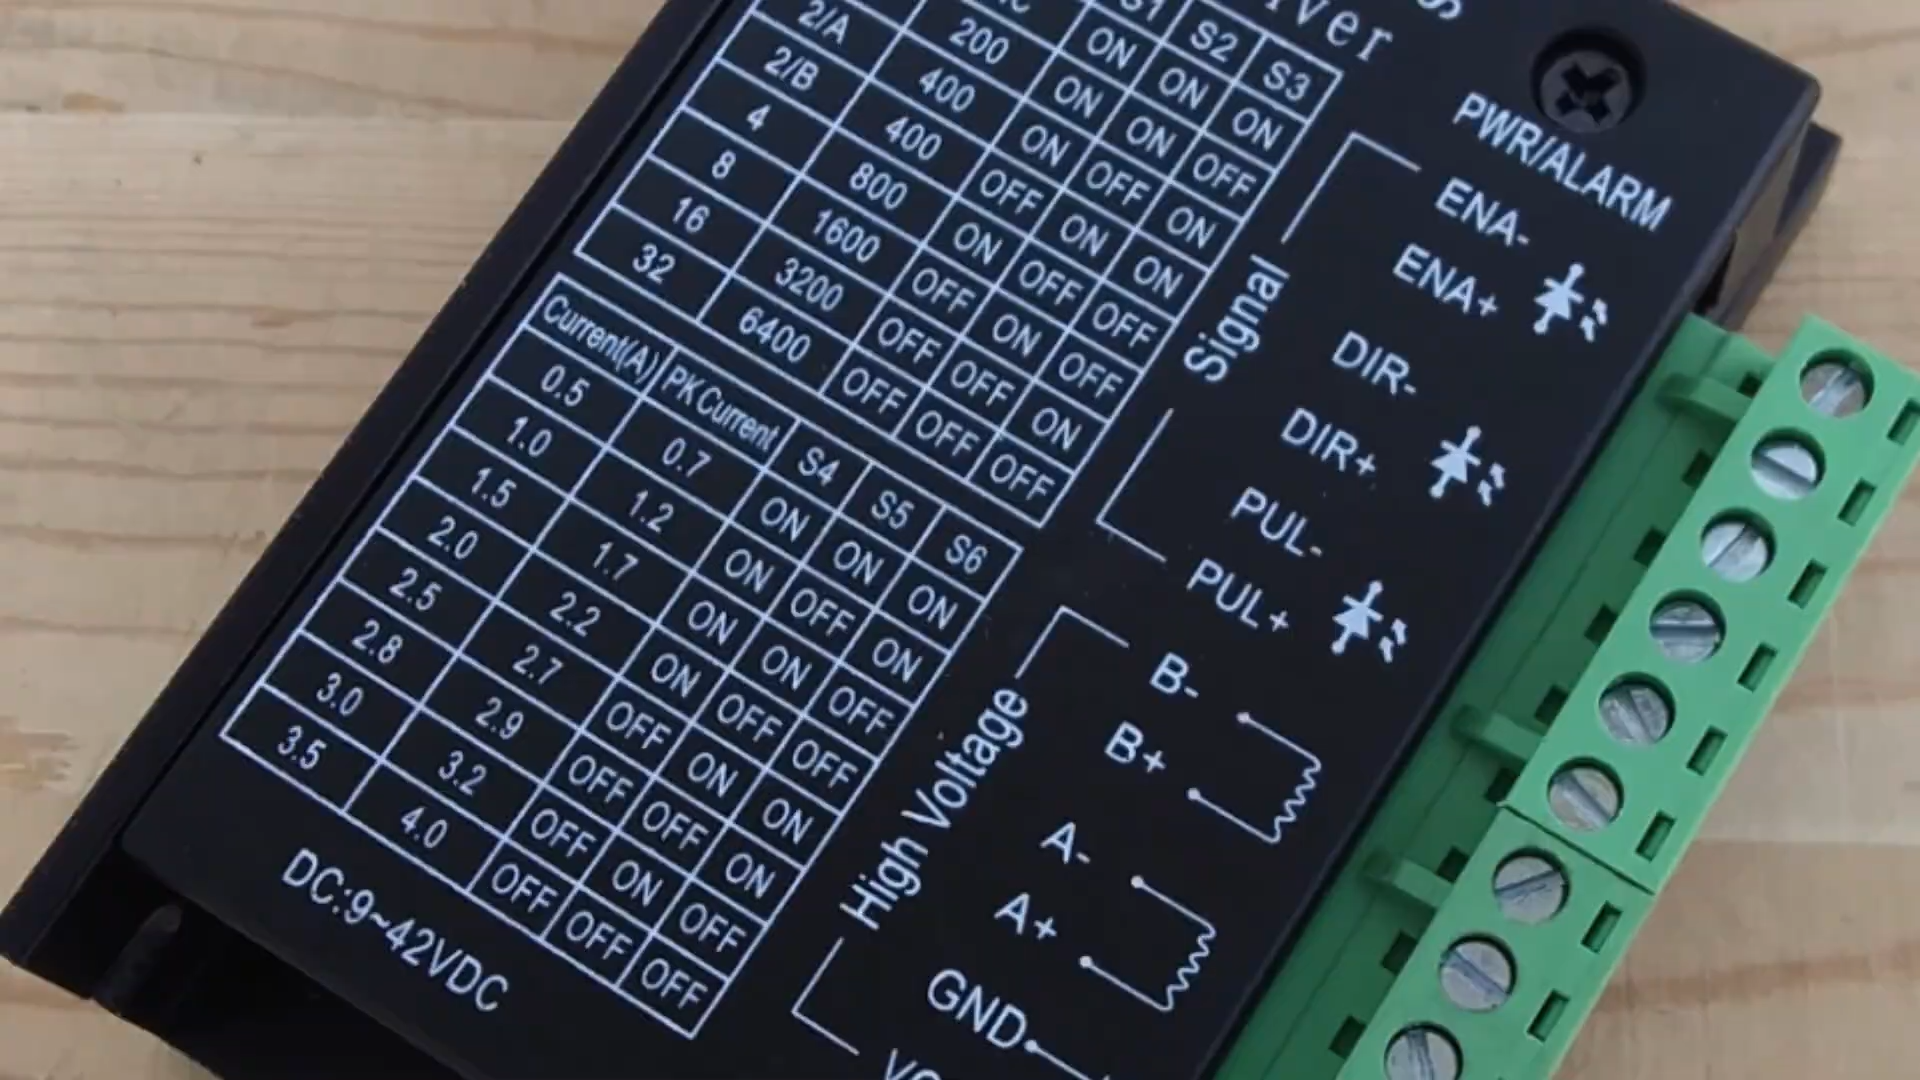 S1 S2 S3
ON ON ON
200 ON ON OFF
2/A 400 ON OFF ON
2/B 400 OFF ON ON
4 800 ON OFF OFF
8 1600 OFF ON OFF
16 3200 OFF OFF ON
32 6400 OFF OFF OFF
Current(A) PK Current S4 S5 S6
0.5 0.7 ON ON ON
1.0 1.2 ON OFF ON
1.5 1.7 ON ON OFF
2.0 2.2 ON OFF OFF
2.5 2.7 OFF ON ON
2.8 2.9 OFF OFF ON
3.0 3.2 OFF ON OFF
3.5 4.0 OFF OFF OFF
DC:9~42VDC
PWR/ALARM
Signal
ENA-
ENA+
DIR-
DIR+
PUL-
PUL+
High Voltage
B-
B+
A-
A+
GND